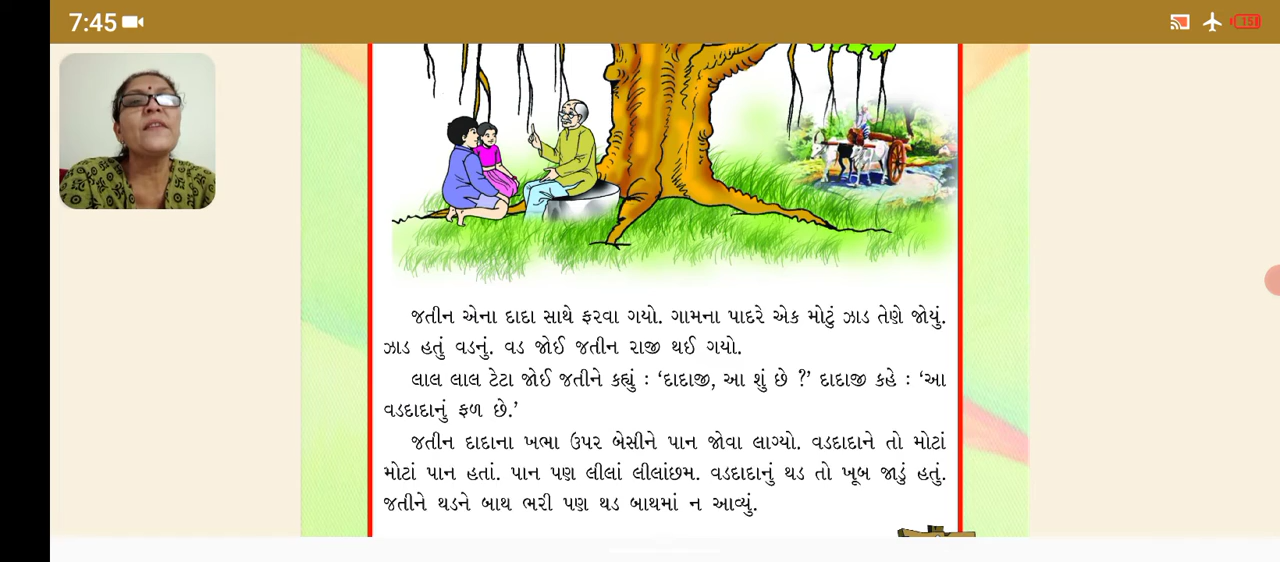 7:45
15
જતીન એના દાદા સાથે ફરવા ગયો. ગામના પાદરે એક મોટું ઝાડ તેણે જોયું.
ઝાડ હતું વડનું. વડ જોઈ જતીન રાજી થઈ ગયો.
લાલ લાલ ટેટા જોઈ જતીને કહ્યું : ‘દાદાજી, આ શું છે ?’ દાદાજી કહે : ‘આ
વડદાદાનું ફળ છે.’
જતીન દાદાના ખભા ઉપર બેસીને પાન જોવા લાગ્યો. વડદાદાને તો મોટાં
મોટાં પાન હતાં. પાન પણ લીલાં લીલાંછમ. વડદાદાનું થડ તો ખૂબ જાડું હતું.
જતીને થડને બાથ ભરી પણ થડ બાથમાં ન આવ્યું.